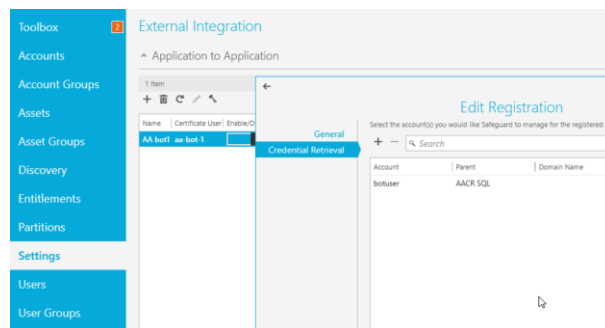 Toolbox 2
Accounts
Account Groups
Assets
Asset Groups
Discovery
Entitlements
Partitions
Settings
Users
User Groups
External Integration
Application to Application
1 Item
Name Certificate User Enable/D
AA bot1 aa-bot-1
Edit Registration
General
Credential Retrieval
Select the account(s) you would like Safeguard to manage for the registered
Search
Account Parent Domain Name
botuser AACR SQL